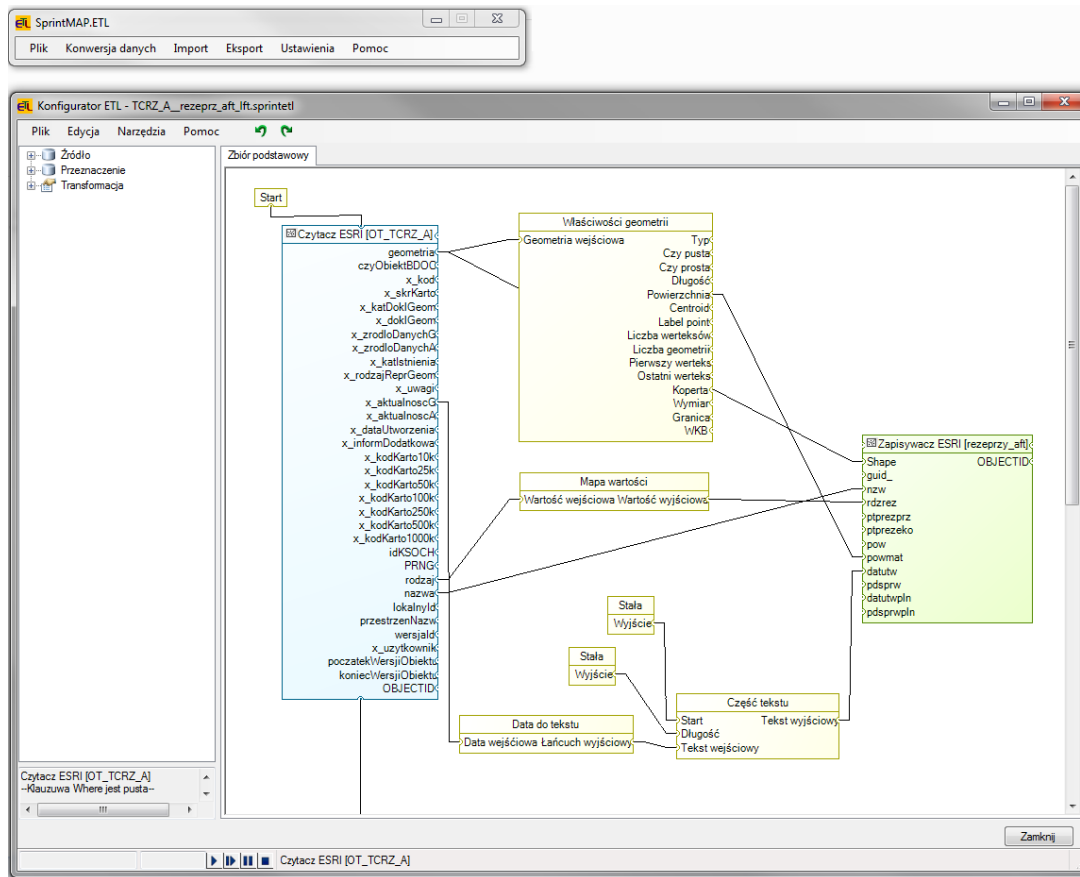 ETL SprintMAP.ETL
Plik Konwersja danych Import Eksport Ustawienia Pomoc
ETL Konfigurator ETL - TCRZ_A__rezeprz_aft_lft.sprintetl
Plik Edycja Narzędzia Pomoc
Źródło
Przeznaczenie
Transformacja
Zbiór podstawowy
Start
Czytacz ESRI [OT_TCRZ_A]
geometria
czyObiektBDOO
x_kod
x_skrKarto
x_katDoklGeom
x_doklGeom
x_zrodloDanychG
x_zrodloDanychA
x_katIstnienia
x_rodzajReprGeom
x_uwagi
x_aktualnoscG
x_aktualnoscA
x_dataUtworzenia
x_informDodatkowa
x_kodKarto10k
x_kodKarto25k
x_kodKarto50k
x_kodKarto100k
x_kodKarto250k
x_kodKarto500k
x_kodKarto1000k
idKSOCH
PRNG
rodzaj
nazwa
lokalnyId
przestrzenNazw
wersjaId
x_uzytkownik
poczatekWersjiObiektu
koniecWersjiObiektu
OBJECTID
Właściwości geometrii
Geometria wejściowa Typ
Czy pusta
Czy prosta
Długość
Powierzchnia
Centroid
Label point
Liczba werteksów
Liczba geometrii
Pierwszy werteks
Ostatni werteks
Koperta
Wymiar
Granica
WKB
Mapa wartości
Wartość wejściowa Wartość wyjściowa
Stała
Wyjście
Stała
Wyjście
Data do tekstu
Data wejściowa Łańcuch wyjściowy
Część tekstu
Start Tekst wyjściowy
Długość
Tekst wejściowy
Zapisywacz ESRI [rezeprzy_aft]
Shape OBJECTID
guid_
nzw
rdzrez
ptprezprz
ptprezeko
pow
powmat
datutw
pdsprw
datutwpln
pdsprwpln
Czytacz ESRI [OT_TCRZ_A]
--Klauzuwa Where jest pusta--
Zamknij
Czytacz ESRI [OT_TCRZ_A]